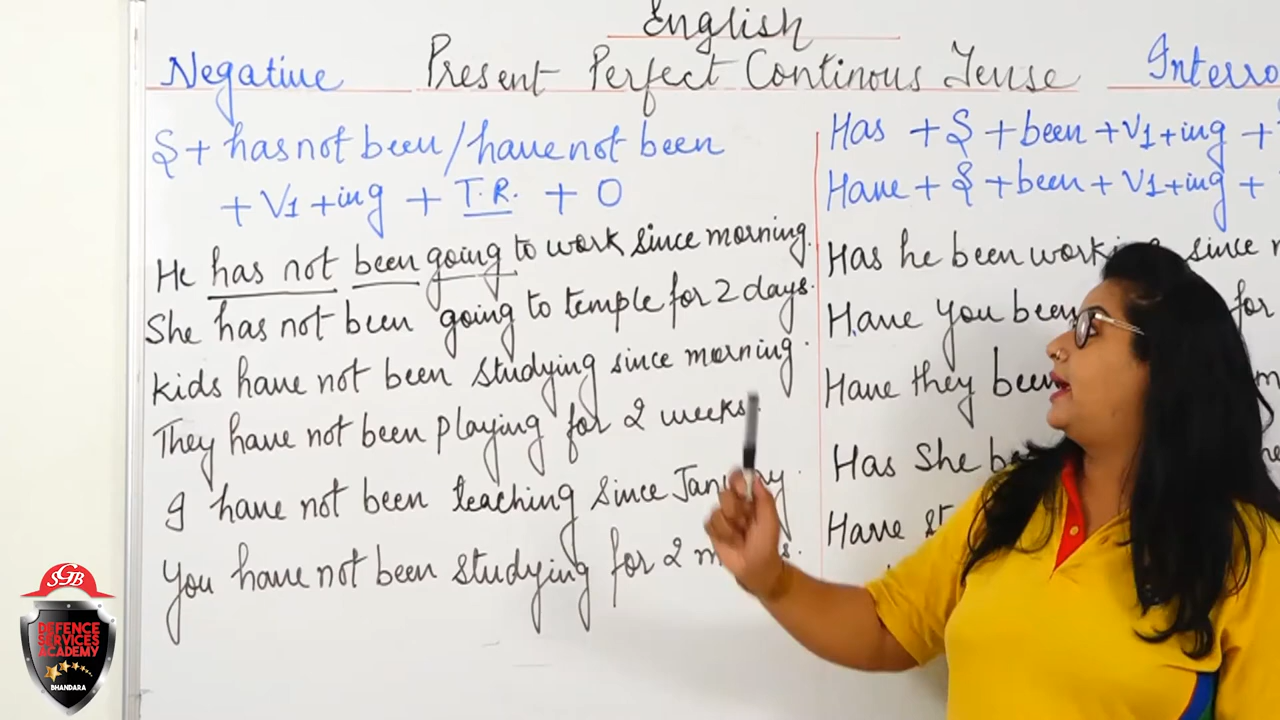 English
Negative
Present Perfect Continous Tense
S + has not been / have not been
+ V1 + ing + T.R. + O
He has not been going to work since morning.
She has not been going to temple for 2 days.
Kids have not been studying since morning.
They have not been playing for 2 weeks.
I have not been teaching since
You have not been studying for 2
Has + S + been + V1 + ing +
Have + S + been + V1 + ing +
Has he been since
Have you been for
Have they been
Has She
Have
SGB
DEFENCE
SERVICES
ACADEMY
BHANDARA